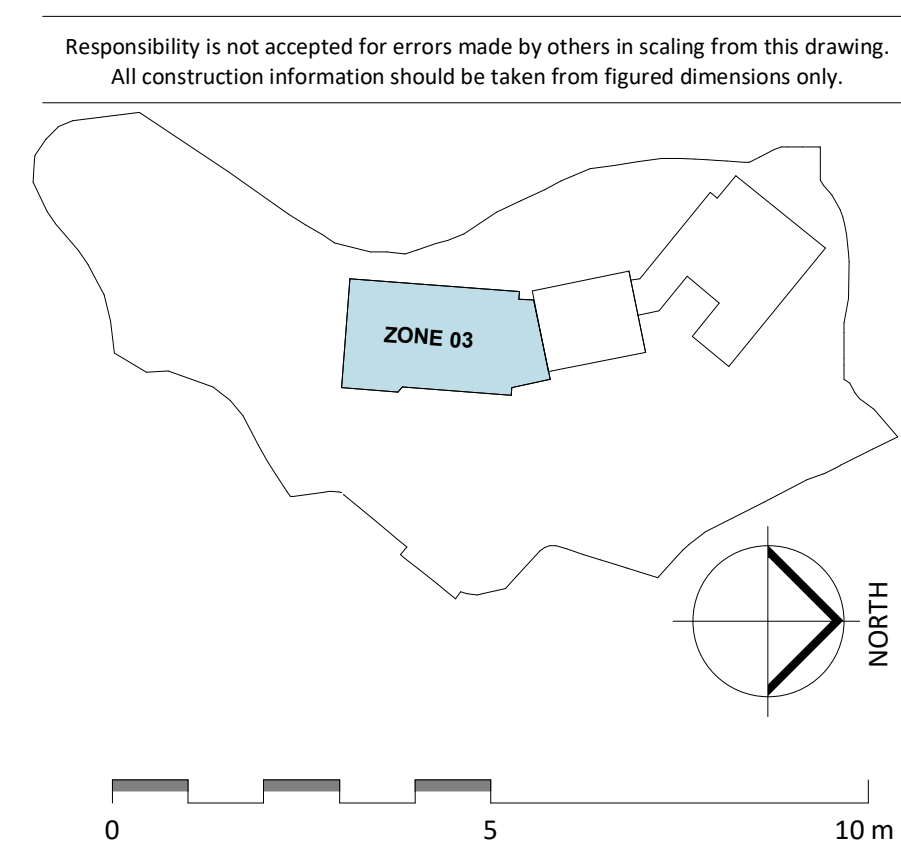 Responsibility is not accepted for errors made by others in scaling from this drawing.
All construction information should be taken from figured dimensions only.
ZONE 03
NORTH
0 5 10 m